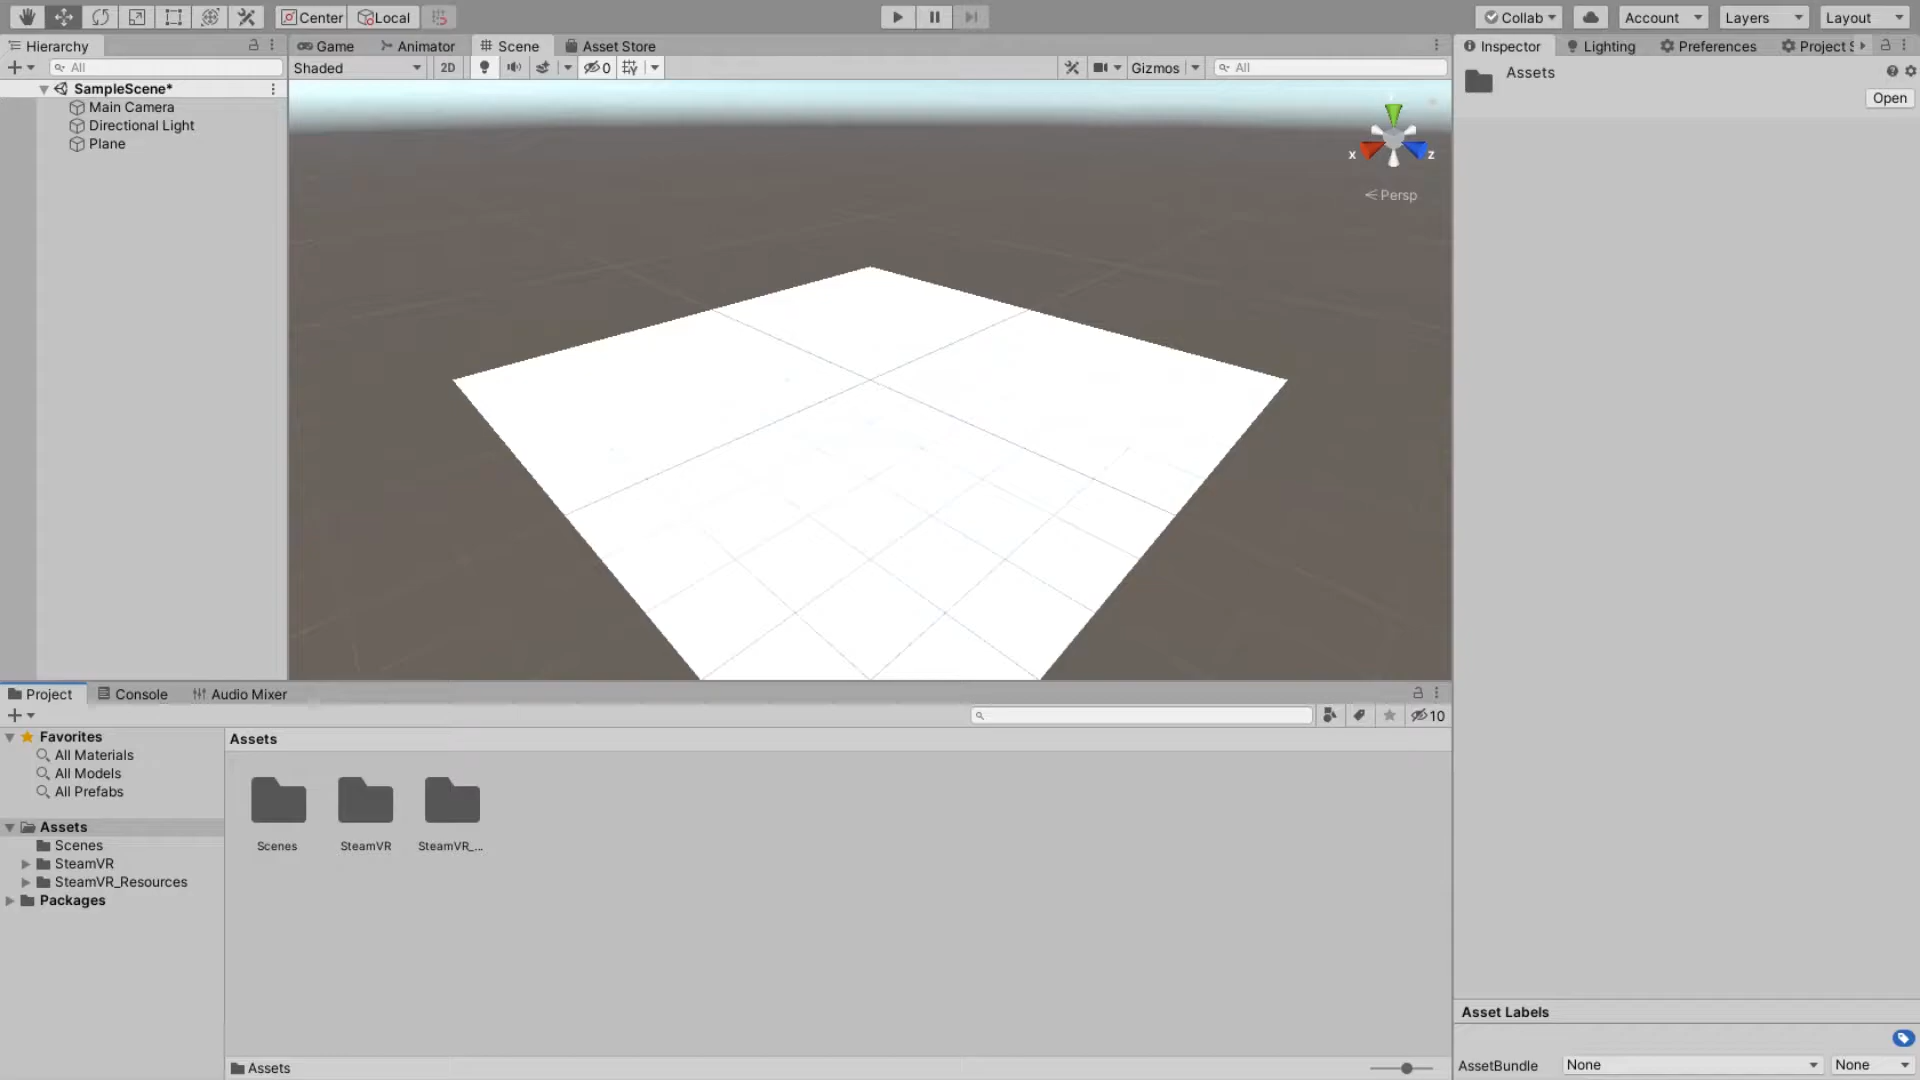 Center Local Collab Account Layers Layout
Hierarchy Game Animator Scene Asset Store Inspector Lighting Preferences Project S
All Shaded 2D 0 Gizmos All Assets
Open
SampleScene*
Main Camera
Directional Light
Plane
x z
Persp
Project Console Audio Mixer
10
Favorites
All Materials
All Models
All Prefabs
Assets
Scenes
SteamVR
SteamVR_Resources
Packages
Assets
Scenes SteamVR SteamVR_...
Assets
Asset Labels
AssetBundle None None